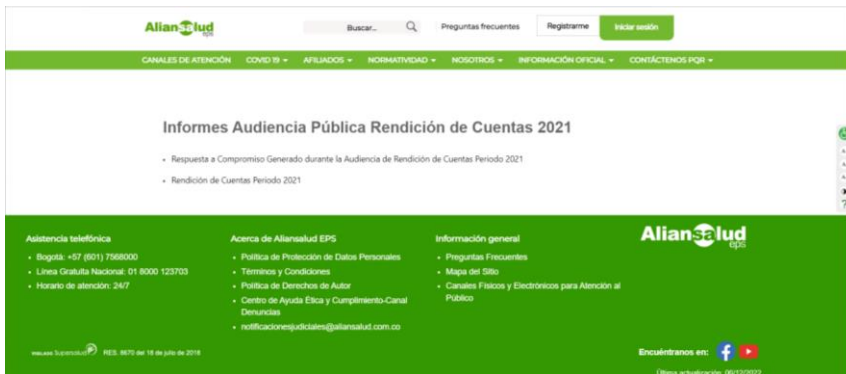 Aliansalud
eps
Buscar...
Preguntas frecuentes
Registrarme
Iniciar sesión
CANALES DE ATENCIÓN COVID 19 AFILIADOS NORMATIVIDAD NOSOTROS INFORMACIÓN OFICIAL CONTÁCTENOS PQR
Informes Audiencia Pública Rendición de Cuentas 2021
Respuesta a Compromiso Generado durante la Audiencia de Rendición de Cuentas Periodo 2021
Rendición de Cuentas Periodo 2021
Asistencia telefónica
Bogotá: +57 (601) 7568000
Línea Gratuita Nacional: 01 8000 123703
Horario de atención: 24/7
Acerca de Aliansalud EPS
Política de Protección de Datos Personales
Términos y Condiciones
Política de Derechos de Autor
Centro de Ayuda Ética y Cumplimiento-Canal
Denuncias
notificacionesjudiciales@aliansalud.com.co
Información general
Preguntas Frecuentes
Mapa del Sitio
Canales Físicos y Electrónicos para Atención al
Público
Aliansalud
eps
Supersalud RES. 8670 del 18 de julio de 2018
Encuéntranos en:
Última actualización: 06/12/2022